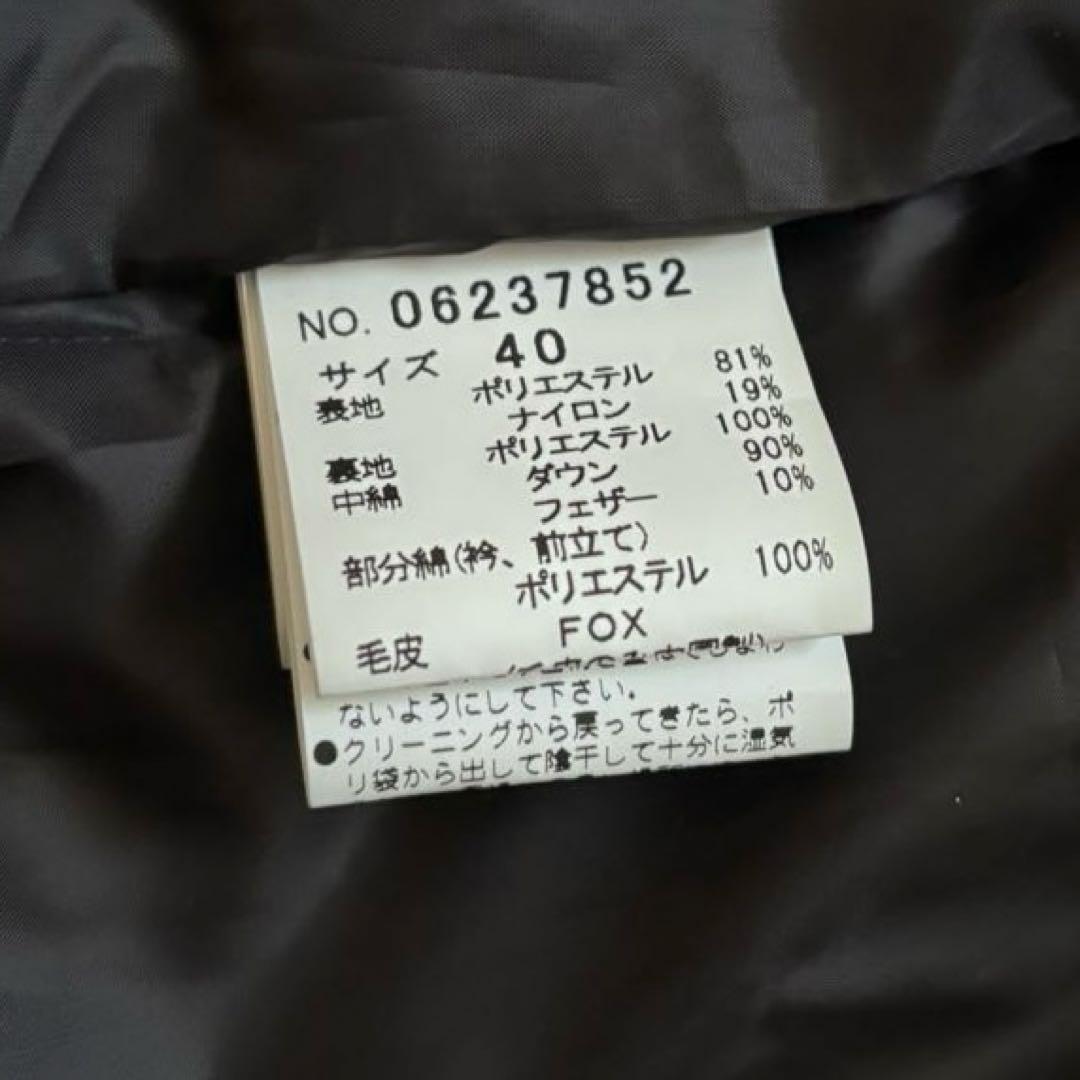 NO. 06237852
サイズ 40
表地 ポリエステル 81%
ナイロン 19%
裏地 ポリエステル 100%
中綿 ダウン 90%
フェザー 10%
部分綿(衿、前立て)
ポリエステル 100%
毛皮 FOX
ないようにして下さい.
●クリーニングから戻ってきたら、ポ
リ袋から出して陰干して十分に湿気